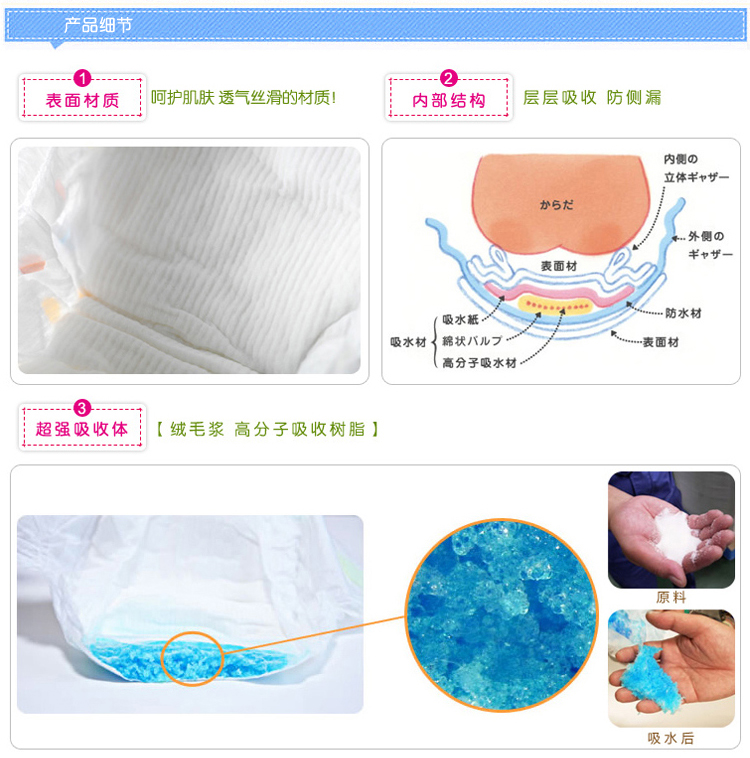 产品细节
1
表面材质
呵护肌肤 透气丝滑的材质!
2
内部结构
层层吸收 防侧漏
内側の
立体ギャザー
からだ
外側の
ギャザー
表面材
防水材
吸水紙
吸水材
綿状パルプ
高分子吸水材
表面材
3
超强吸收体
【 绒毛浆 高分子吸收树脂 】
原料
吸水后